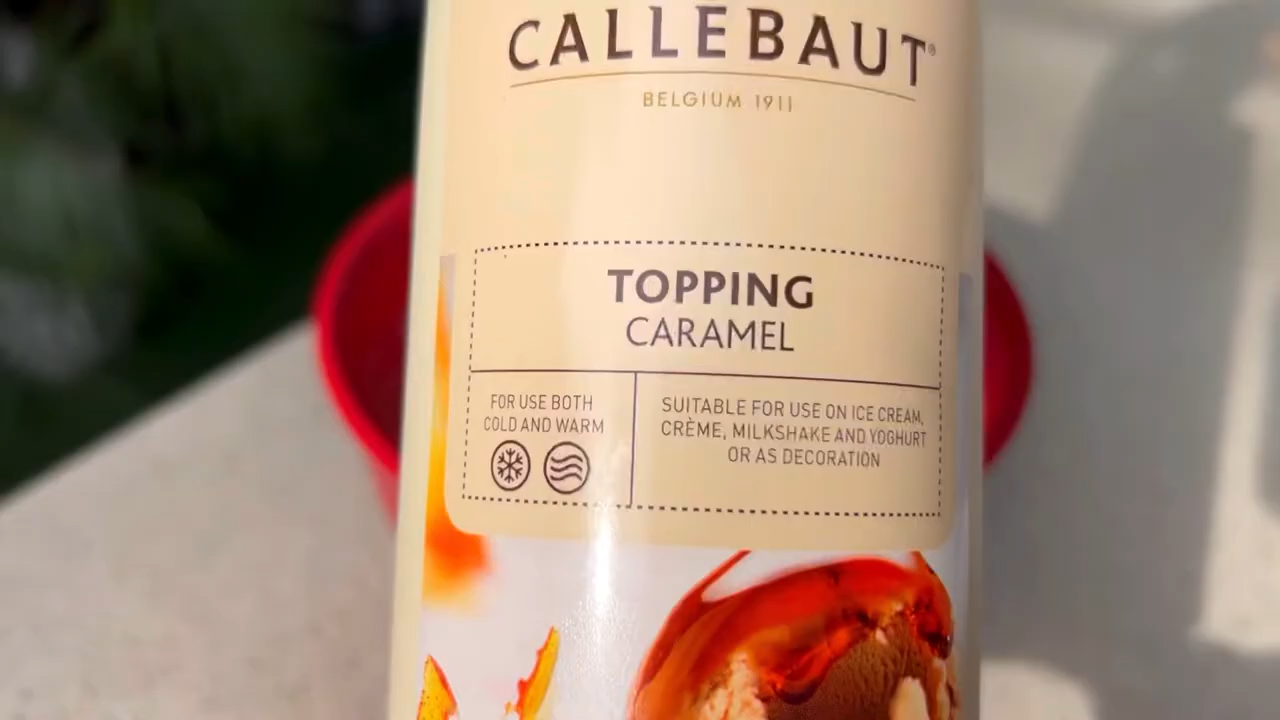 CALLEBAUT®
BELGIUM 1911
TOPPING
CARAMEL
FOR USE BOTH
COLD AND WARM
SUITABLE FOR USE ON ICE CREAM,
CRÈME, MILKSHAKE AND YOGHURT
OR AS DECORATION